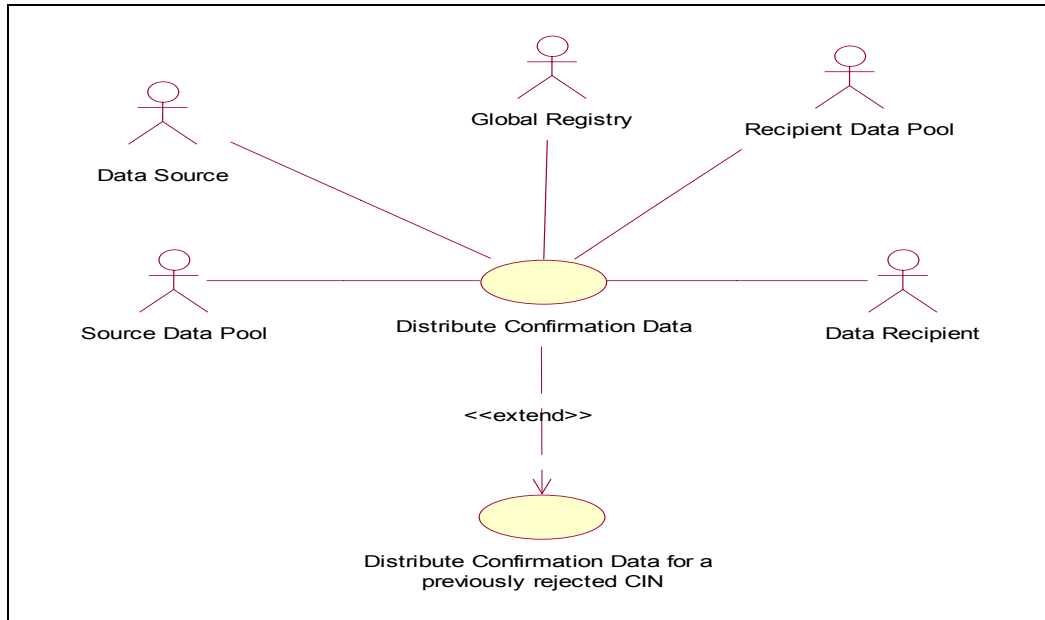 Global Registry
Recipient Data Pool
Data Source
Source Data Pool
Distribute Confirmation Data
Data Recipient
<<extend>>
Distribute Confirmation Data for a
previously rejected CIN